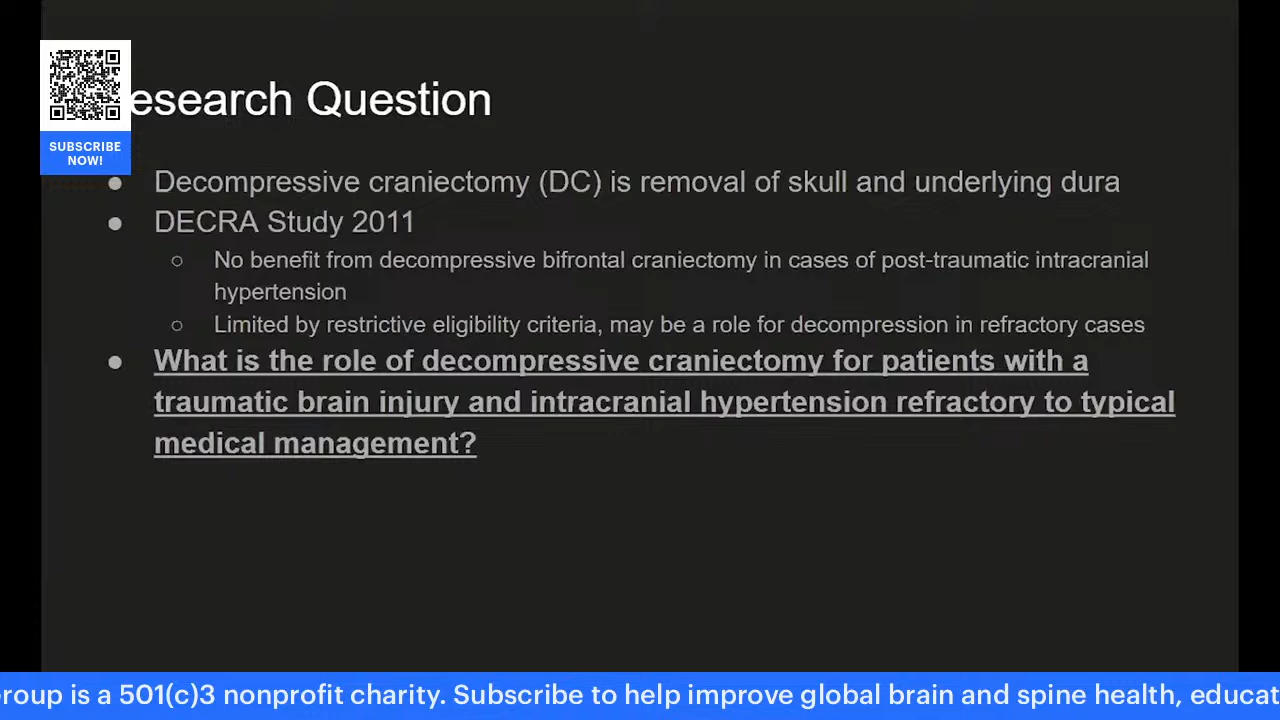 esearch Question
SUBSCRIBE
NOW!
● Decompressive craniectomy (DC) is removal of skull and underlying dura
● DECRA Study 2011
○ No benefit from decompressive bifrontal craniectomy in cases of post-traumatic intracranial
hypertension
○ Limited by restrictive eligibility criteria, may be a role for decompression in refractory cases
● What is the role of decompressive craniectomy for patients with a
traumatic brain injury and intracranial hypertension refractory to typical
medical management?
roup is a 501(c)3 nonprofit charity. Subscribe to help improve global brain and spine health, educat